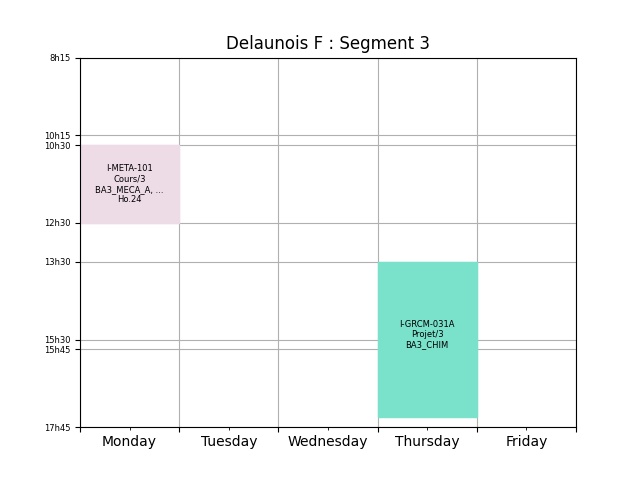 Delaunois F : Segment 3
8h15
10h15
10h30
I-META-101
Cours/3
BA3_MECA_A, ...
Ho.24
12h30
13h30
I-GRCM-031A
Projet/3
BA3_CHIM
15h30
15h45
17h45
Monday Tuesday Wednesday Thursday Friday